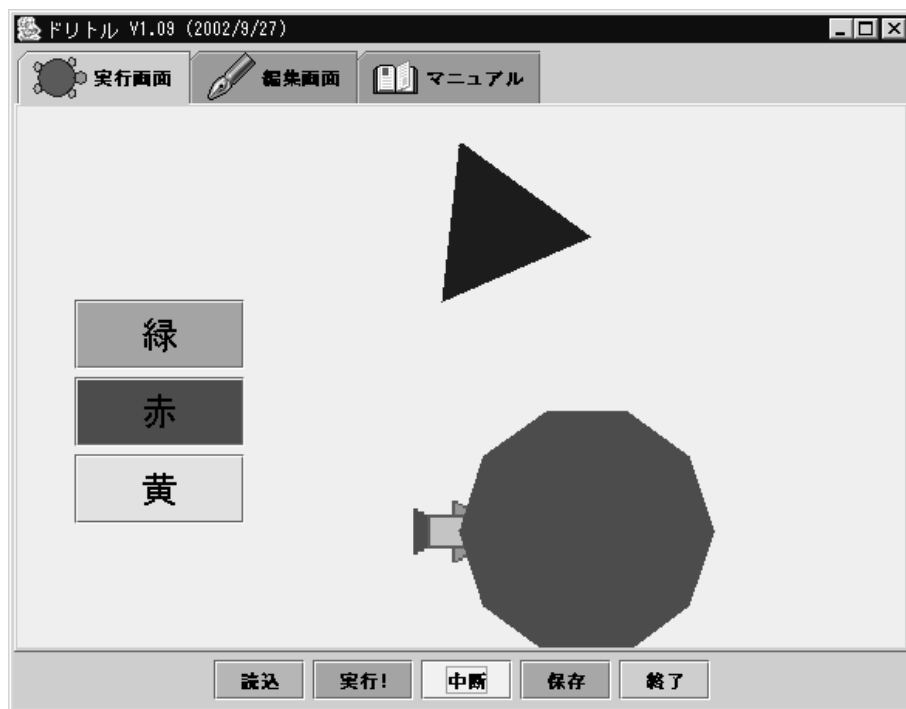 ドリトル V1.09 (2002/9/27)
実行画面 編集画面 マニュアル
緑
赤
黄
読込 実行! 中断 保存 終了